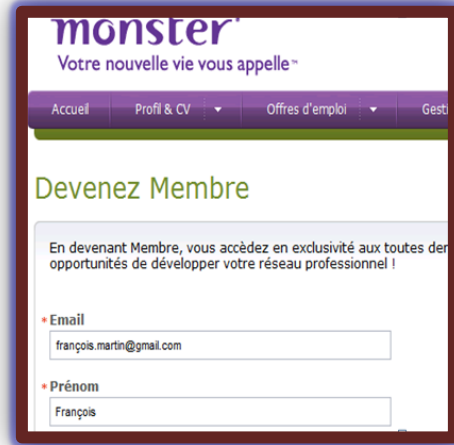 monster
Votre nouvelle vie vous appelle™
Accueil Profil & CV Offres d'emploi Gesti
Devenez Membre
En devenant Membre, vous accèdez en exclusivité aux toutes der
opportunités de développer votre réseau professionnel !
* Email
françois.martin@gmail.com
* Prénom
François